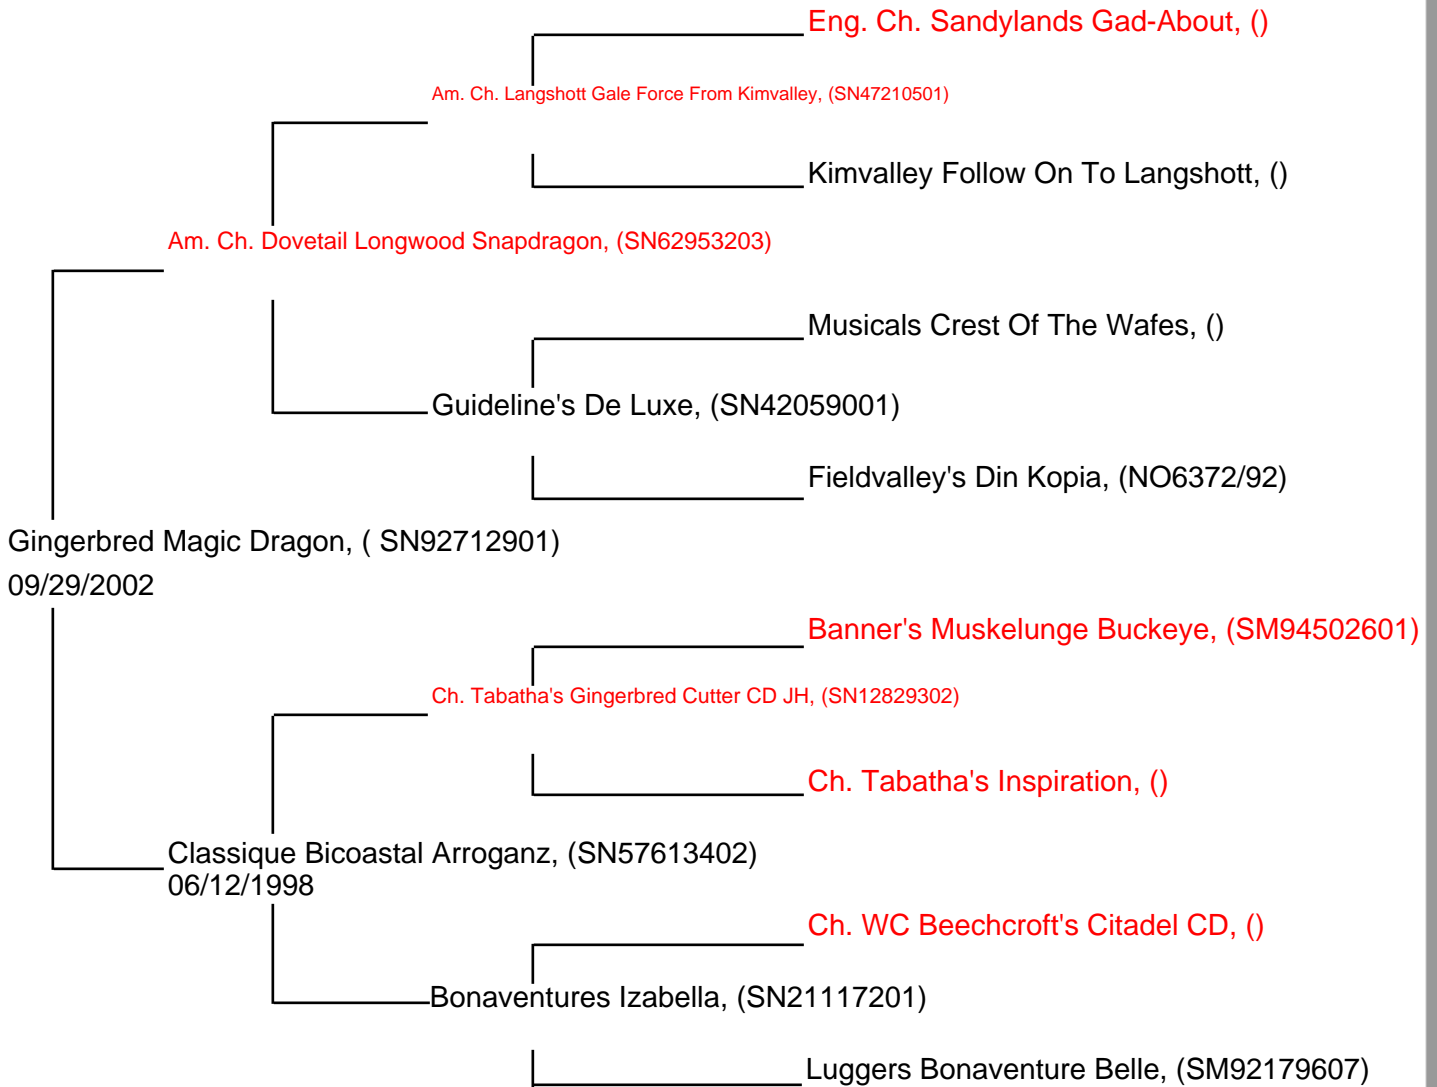 Eng. Ch. Sandylands Gad-About, ()
Am. Ch. Langshott Gale Force From Kimvalley, (SN47210501)
Kimvalley Follow On To Langshott, ()
Am. Ch. Dovetail Longwood Snapdragon, (SN62953203)
Musicals Crest Of The Wafes, ()
Guideline's De Luxe, (SN42059001)
Fieldvalley's Din Kopia, (NO6372/92)
Gingerbred Magic Dragon, ( SN92712901)
09/29/2002
Banner's Muskelunge Buckeye, (SM94502601)
Ch. Tabatha's Gingerbred Cutter CD JH, (SN12829302)
Ch. Tabatha's Inspiration, ()
Classique Bicoastal Arroganz, (SN57613402)
06/12/1998
Ch. WC Beechcroft's Citadel CD, ()
Bonaventures Izabella, (SN21117201)
Luggers Bonaventure Belle, (SM92179607)